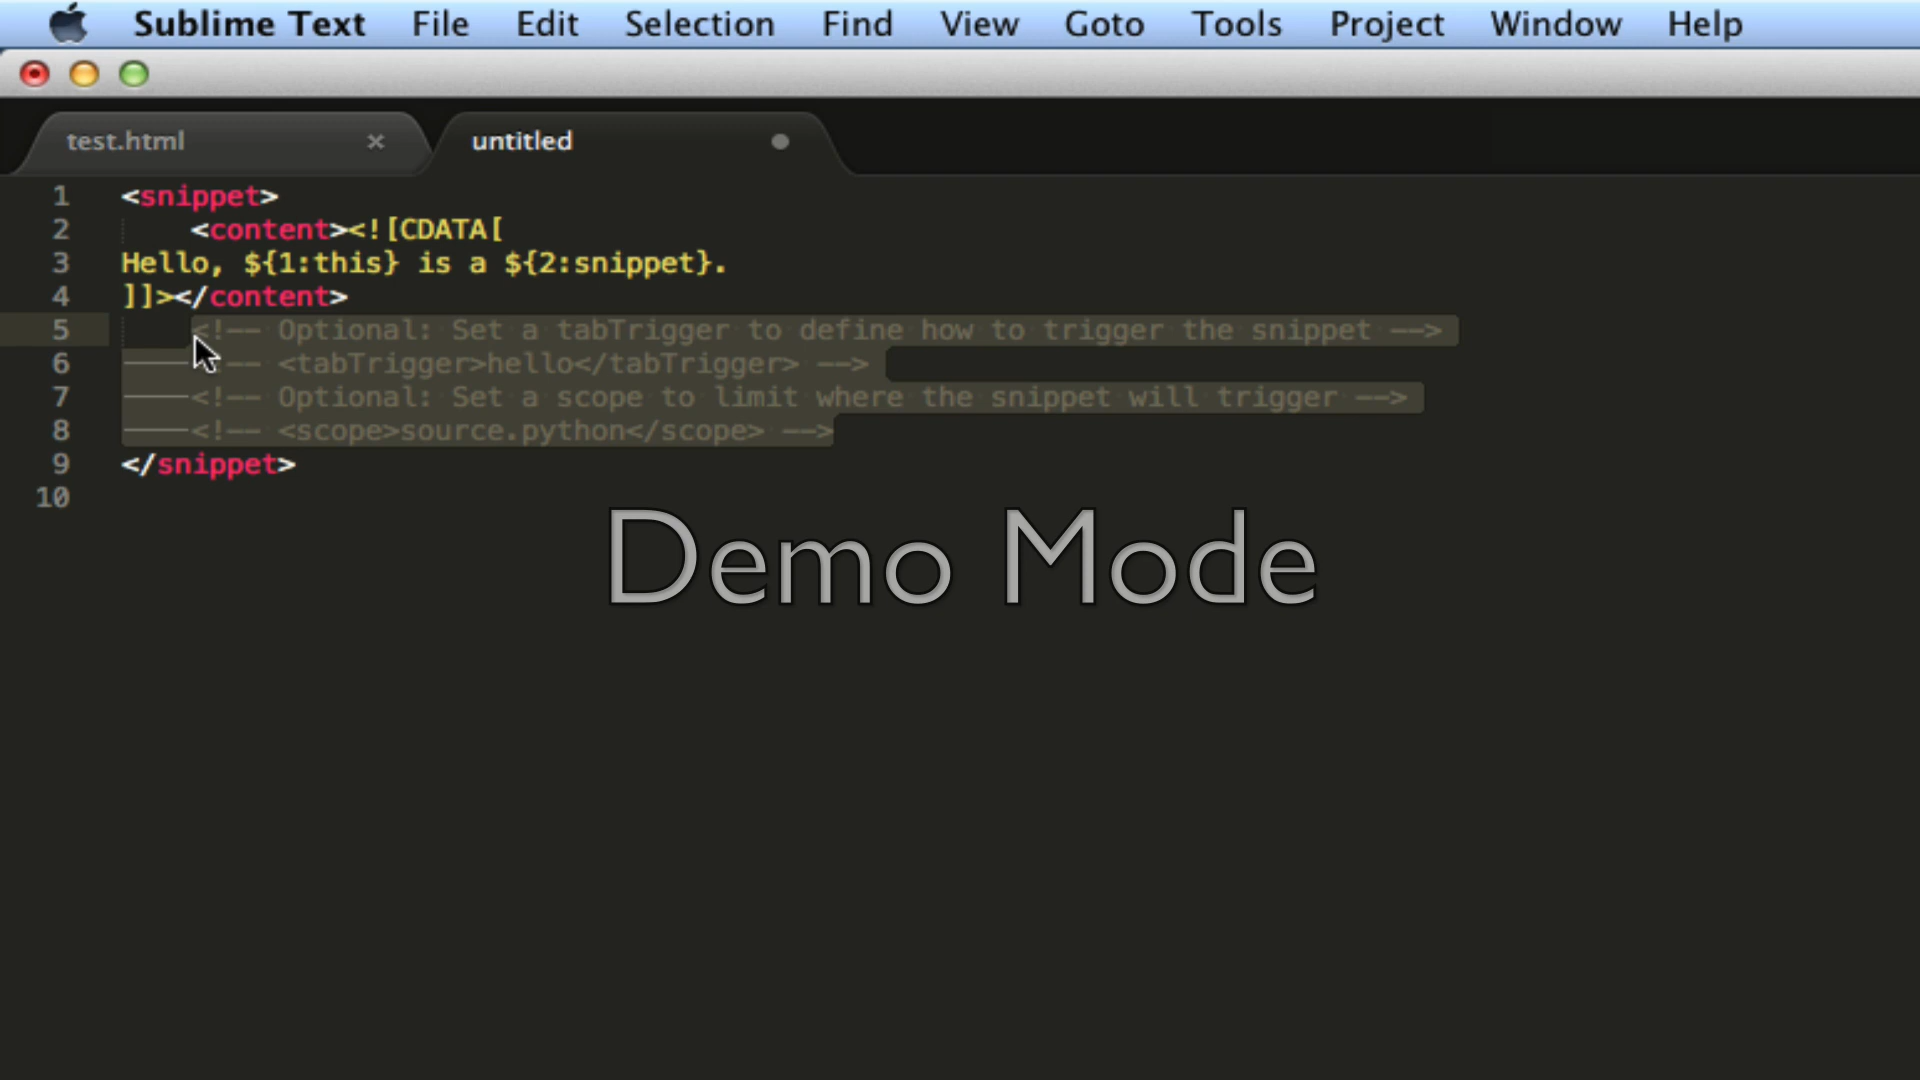 Sublime Text File Edit Selection Find View Goto Tools Project Window Help
test.html × untitled
1 <snippet>
2 <content><![CDATA[
3 Hello, ${1:this} is a ${2:snippet}.
4 ]]></content>
5 <!-- Optional: Set a tabTrigger to define how to trigger the snippet -->
6 <!-- <tabTrigger>hello</tabTrigger> -->
7 <!-- Optional: Set a scope to limit where the snippet will trigger -->
8 <!-- <scope>source.python</scope> -->
9 </snippet>
10
Demo Mode